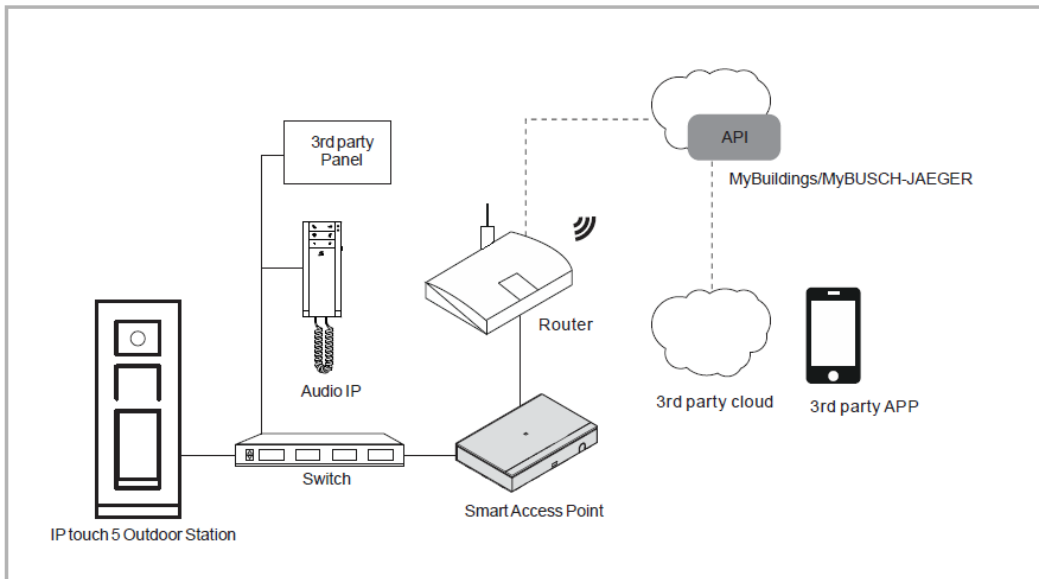 3rd party
Panel
API
MyBuildings/MyBUSCH-JAEGER
Router
Audio IP
3rd party cloud
3rd party APP
Switch
Smart Access Point
IP touch 5 Outdoor Station